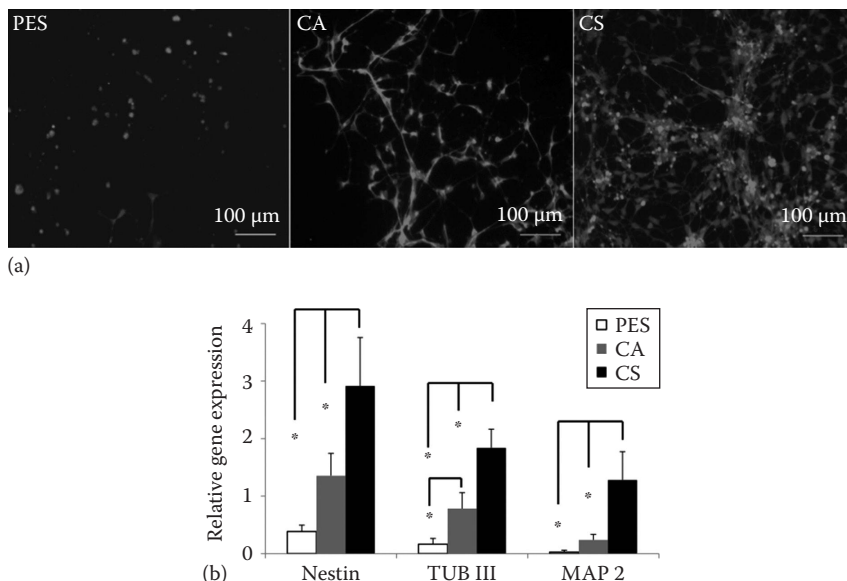 PES
CA
CS
100 μm
100 μm
100 μm
(a)
Relative gene expression
4
3
2
1
0
PES
CA
CS
*
*
*
*
*
*
*
Nestin
TUB III
MAP 2
(b)